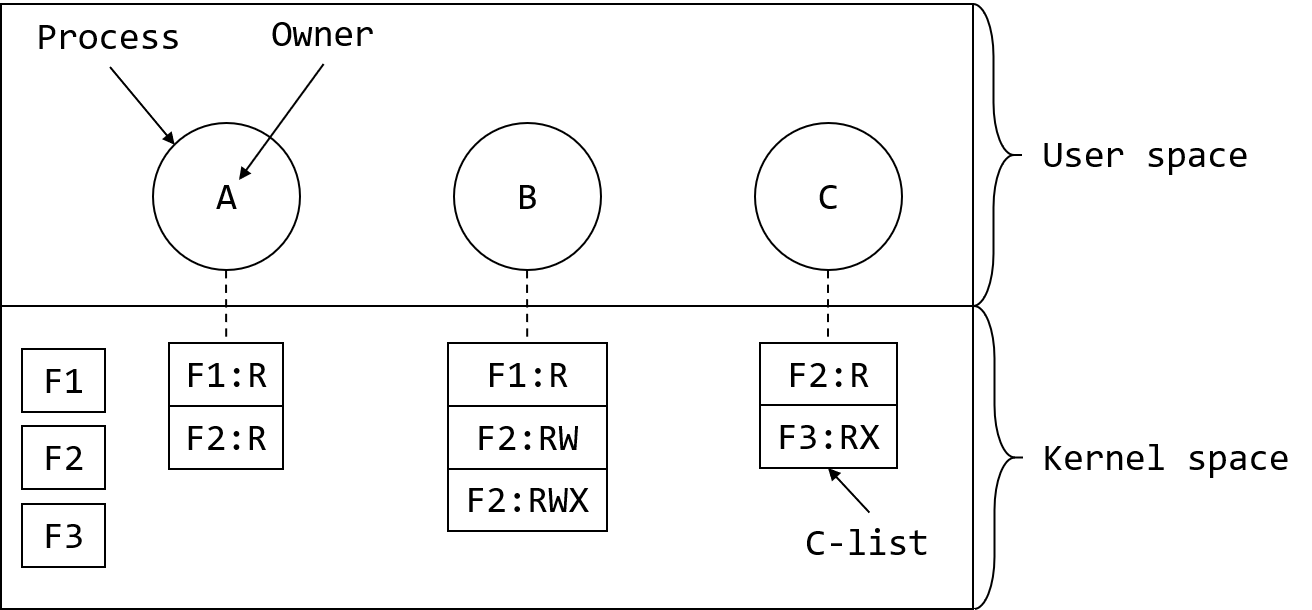 Process
Owner
A
B
C
User space
F1
F2
F3
F1:R
F2:R
F1:R
F2:RW
F2:RWX
F2:R
F3:RX
C-list
Kernel space